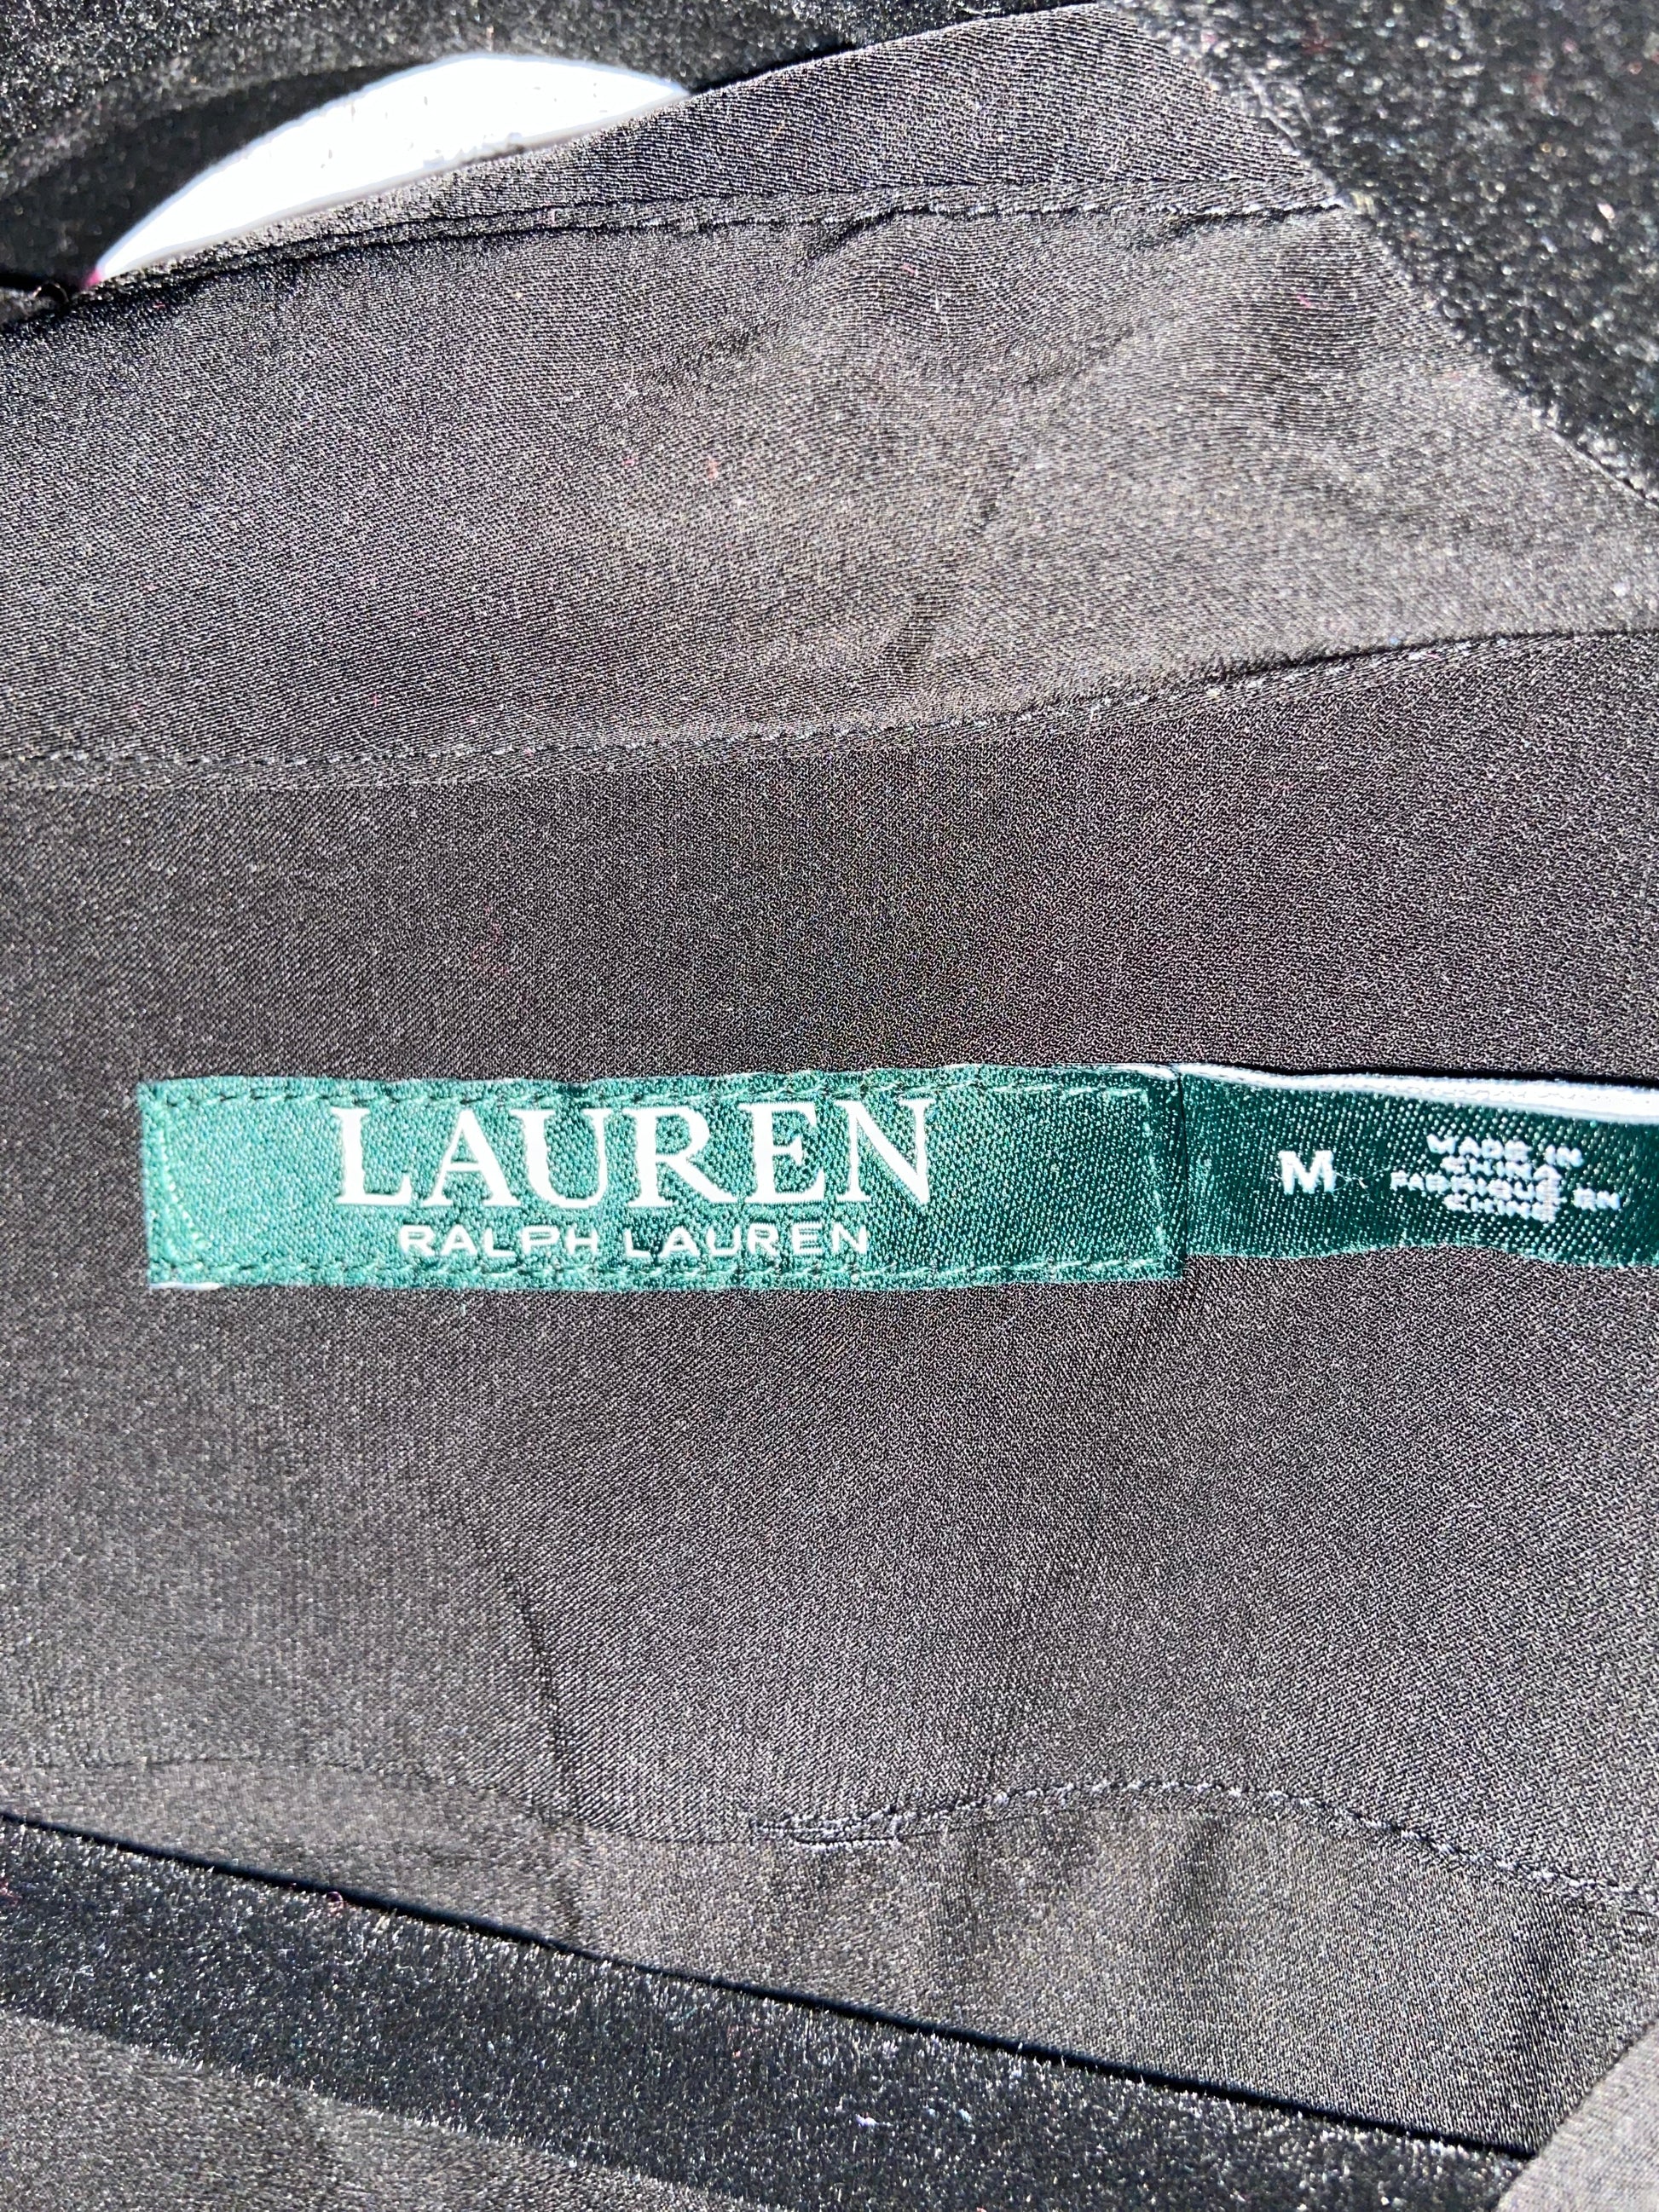 LAUREN
RALPH LAUREN
M
MADE IN
CHINA
FABRIQUÉ EN
CHINE